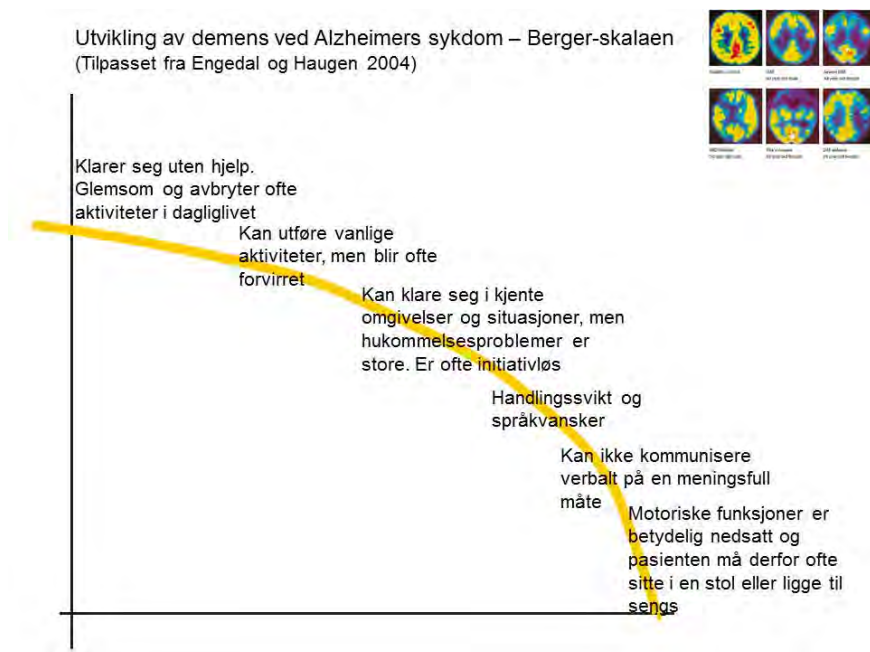 Utvikling av demens ved Alzheimers sykdom – Berger-skalaen
(Tilpasset fra Engedal og Haugen 2004)
Klarer seg uten hjelp.
Glemsom og avbryter ofte
aktiviteter i dagliglivet
Kan utføre vanlige
aktiviteter, men blir ofte
forvirret
Kan klare seg i kjente
omgivelser og situasjoner, men
hukommelsesproblemer er
store. Er ofte initiativløs
Handlingssvikt og
språkvansker
Kan ikke kommunisere
verbalt på en meningsfull
måte
Motoriske funksjoner er
betydelig nedsatt og
pasienten må derfor ofte
sitte i en stol eller ligge til
sengs